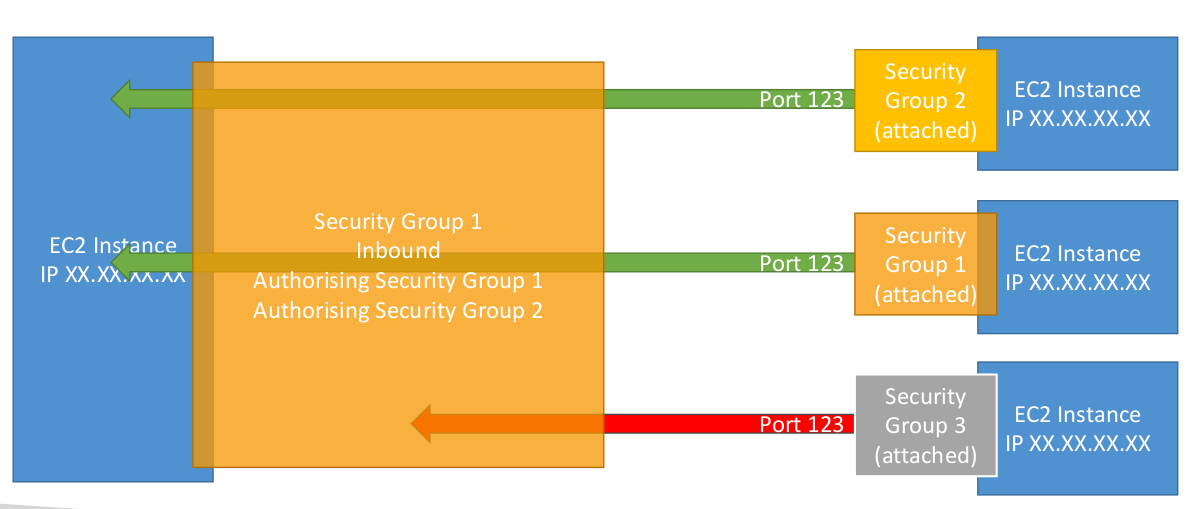 EC2 Instance
IP XX.XX.XX.XX
Security Group 1
Inbound
Authorising Security Group 1
Authorising Security Group 2
Port 123
Security
Group 2
(attached)
EC2 Instance
IP XX.XX.XX.XX
Port 123
Security
Group 1
(attached)
EC2 Instance
IP XX.XX.XX.XX
Port 123
Security
Group 3
(attached)
EC2 Instance
IP XX.XX.XX.XX